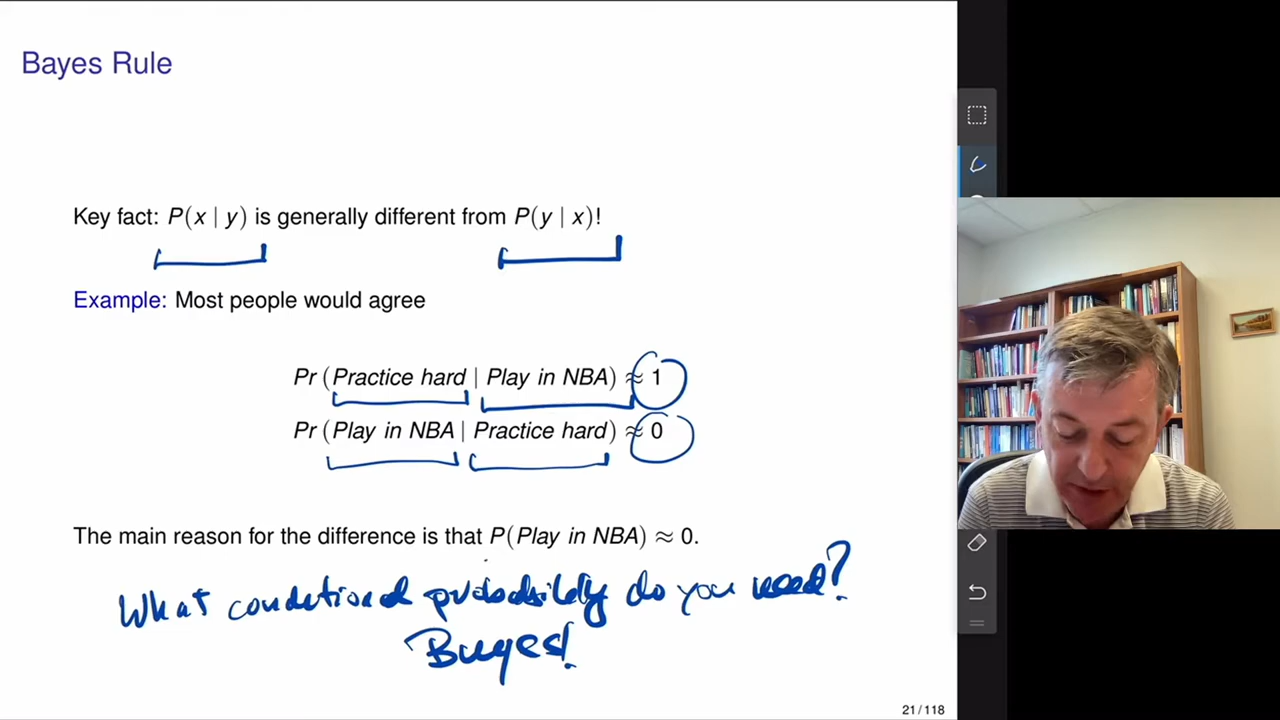 Bayes Rule
Key fact: P(x | y) is generally different from P(y | x)!
Example: Most people would agree
Pr (Practice hard | Play in NBA) ≈ 1
Pr (Play in NBA | Practice hard) ≈ 0
The main reason for the difference is that P(Play in NBA) ≈ 0.
What conditional probability do you need?
Bayes!
21 / 118